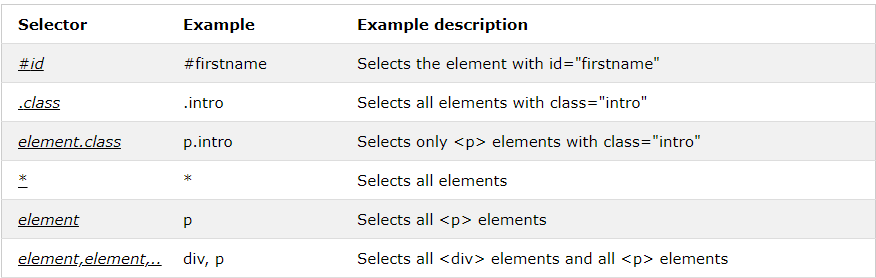 Selector Example Example description
#id #firstname Selects the element with id="firstname"
.class .intro Selects all elements with class="intro"
element.class p.intro Selects only <p> elements with class="intro"
* * Selects all elements
element p Selects all <p> elements
element,element,.. div, p Selects all <div> elements and all <p> elements